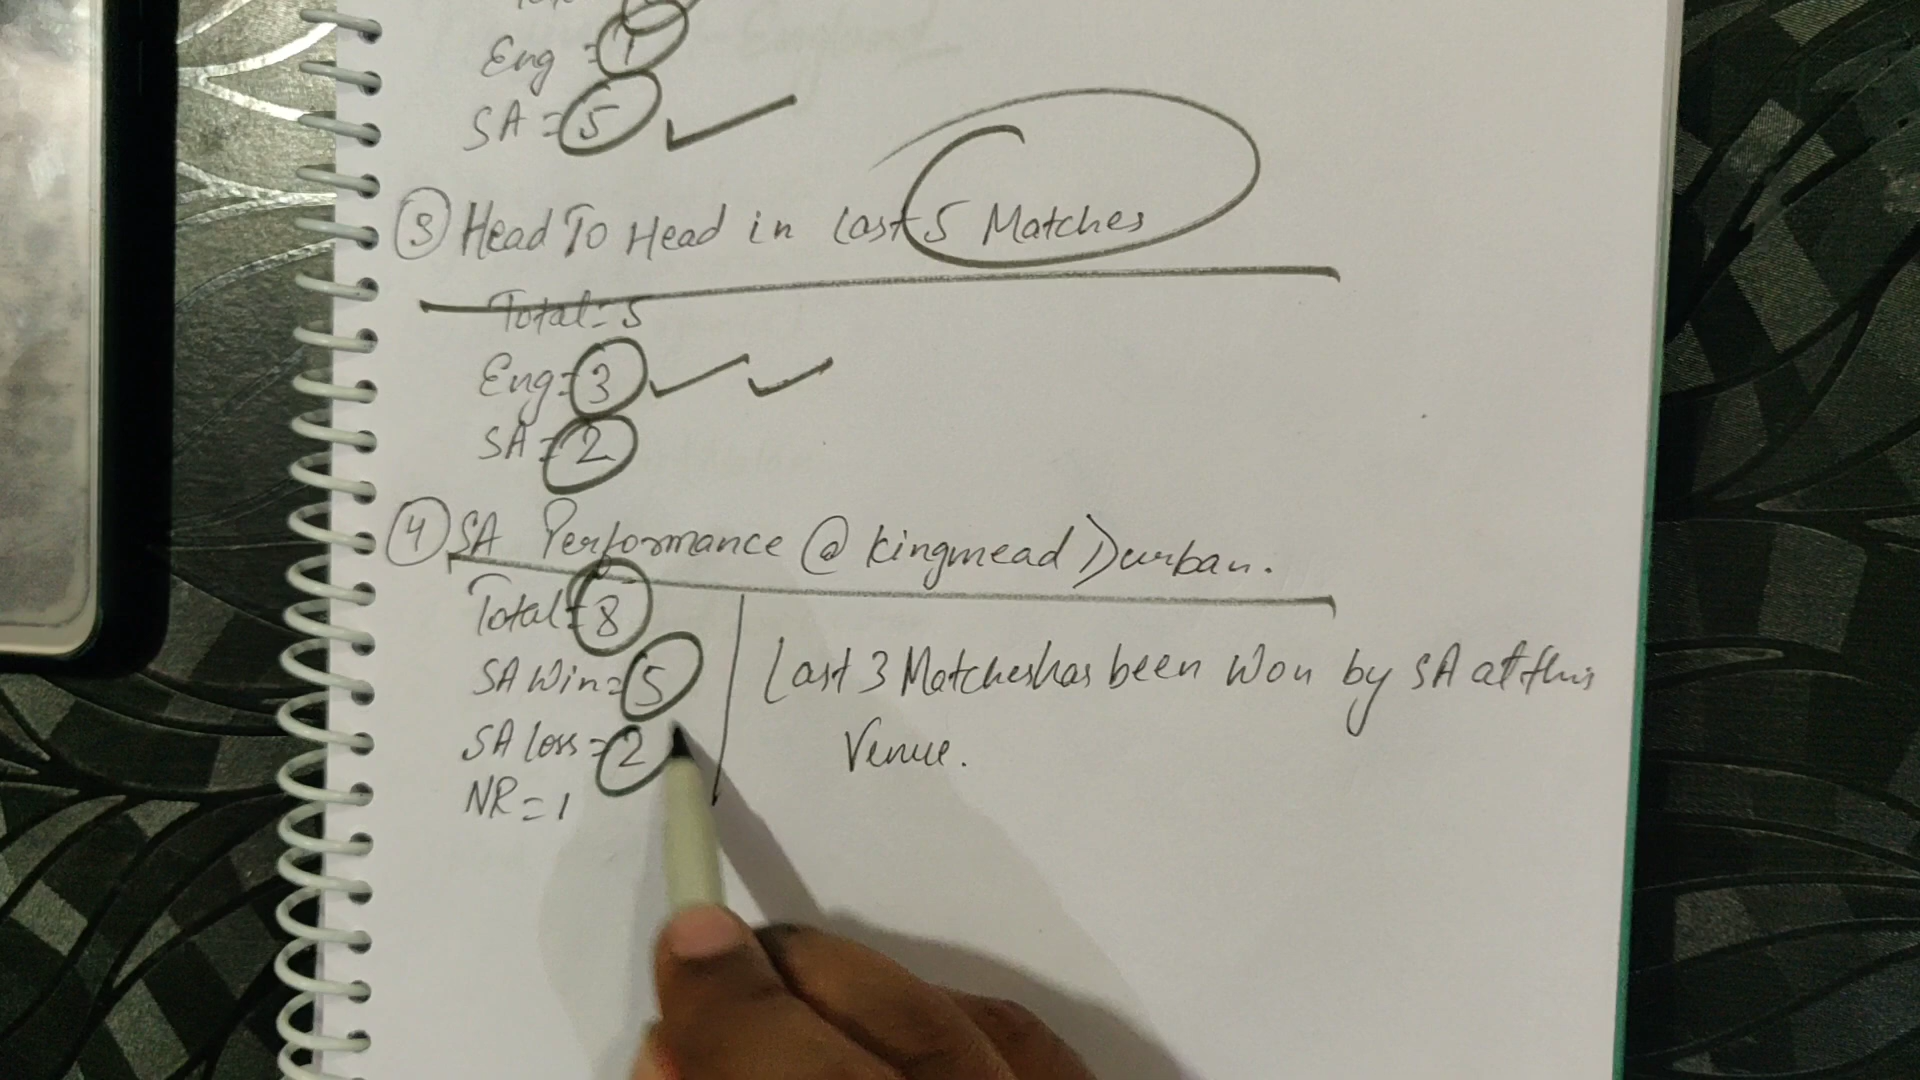 Eng = 1
SA = 5
3 Head To Head in last 5 Matches
Total = 5
Eng = 3
SA = 2
4 SA Performance @ kingmead Durban.
Total = 8
SA Win = 5
SA loss = 2
NR = 1
Last 3 Matches has been Won by SA at this
Venue.